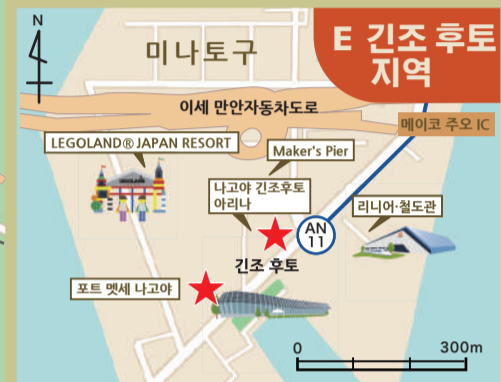 N
미나토구
E 긴조 후토
지역
이세 만안자동차도로
메이코 주오 IC
LEGOLAND® JAPAN RESORT
Maker's Pier
나고야 긴조후토
아리나
리니어·철도관
AN
11
긴조 후토
포트 멧세 나고야
0
300m